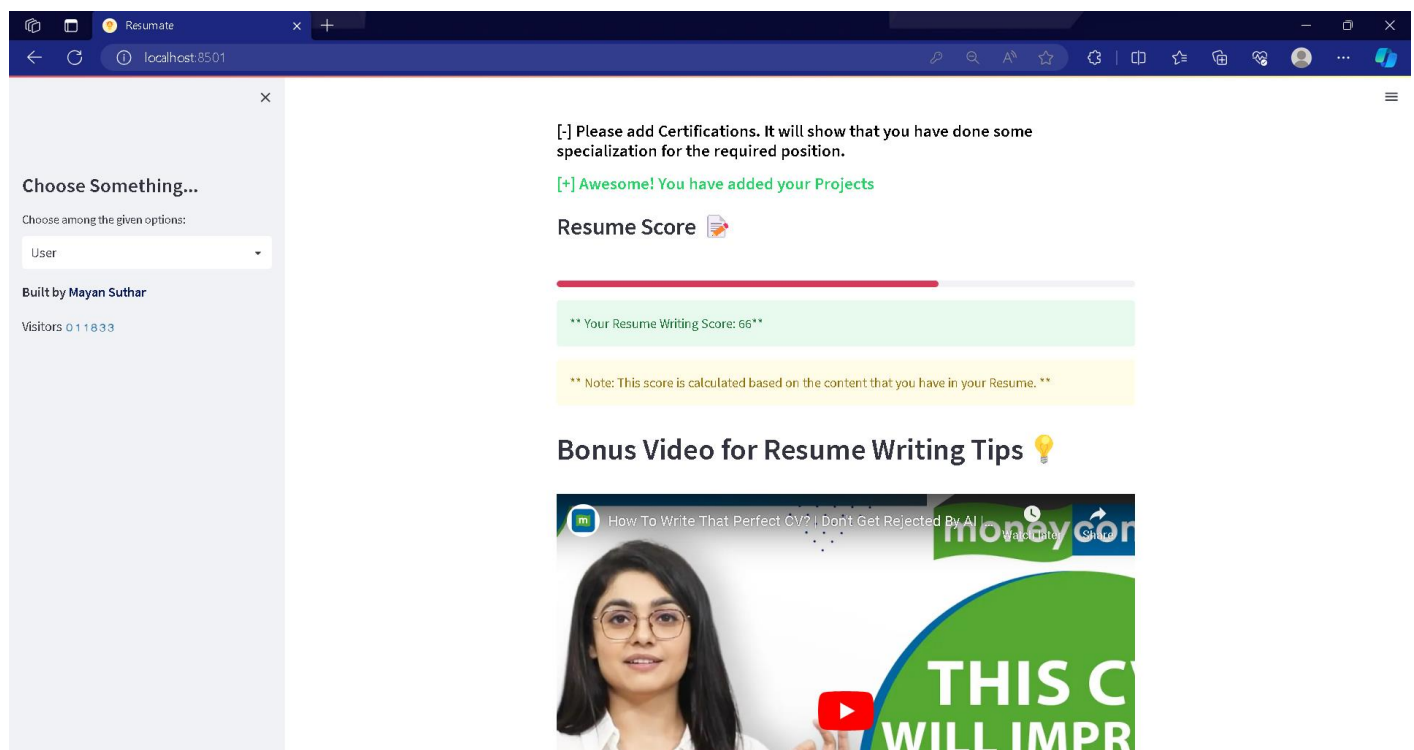 Resumate
localhost:8501
Choose Something...
Choose among the given options:
User
Built by Mayan Suthar
Visitors 011833
[-] Please add Certifications. It will show that you have done some
specialization for the required position.
[+] Awesome! You have added your Projects
Resume Score
** Your Resume Writing Score: 66**
** Note: This score is calculated based on the content that you have in your Resume. **
Bonus Video for Resume Writing Tips
m
How To Write That Perfect CV? | Don't Get Rejected By AI |...
Watch later
Share
moneycon
THIS C
WILL IMPR